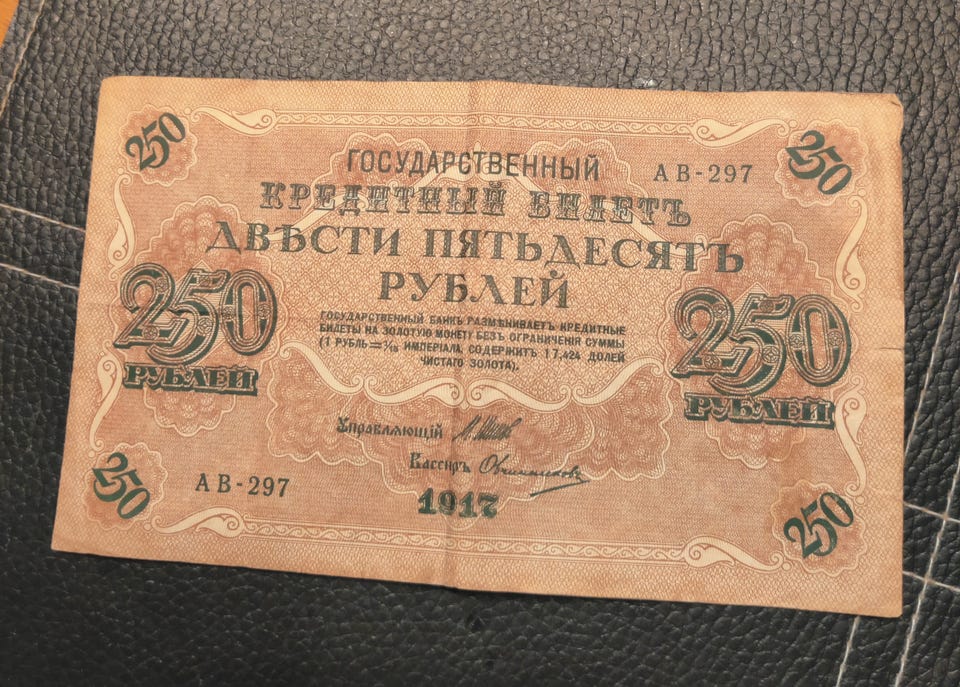 250
250
ГОСУДАРСТВЕННЫЙ
АВ-297
КРЕДИТНЫЙ БИЛЕТЪ
ДВѢСТИ ПЯТЬДЕСЯТЪ
РУБЛЕЙ
250
РУБЛЕЙ
250
РУБЛЕЙ
ГОСУДАРСТВЕННЫЙ БАНКЪ РАЗМѢНИВАЕТЪ КРЕДИТНЫЕ
БИЛЕТЫ НА ЗОЛОТУЮ МОНЕТУ БЕЗЪ ОГРАНИЧЕНІЯ СУММЫ
(1 РУБЛЬ = 1/15 ИМПЕРІАЛА, СОДЕРЖИТЪ 17,424 ДОЛЕЙ
ЧИСТАГО ЗОЛОТА).
Управляющій И. Шиповъ
Кассиръ Овчинниковъ
1917
АВ-297
250
250